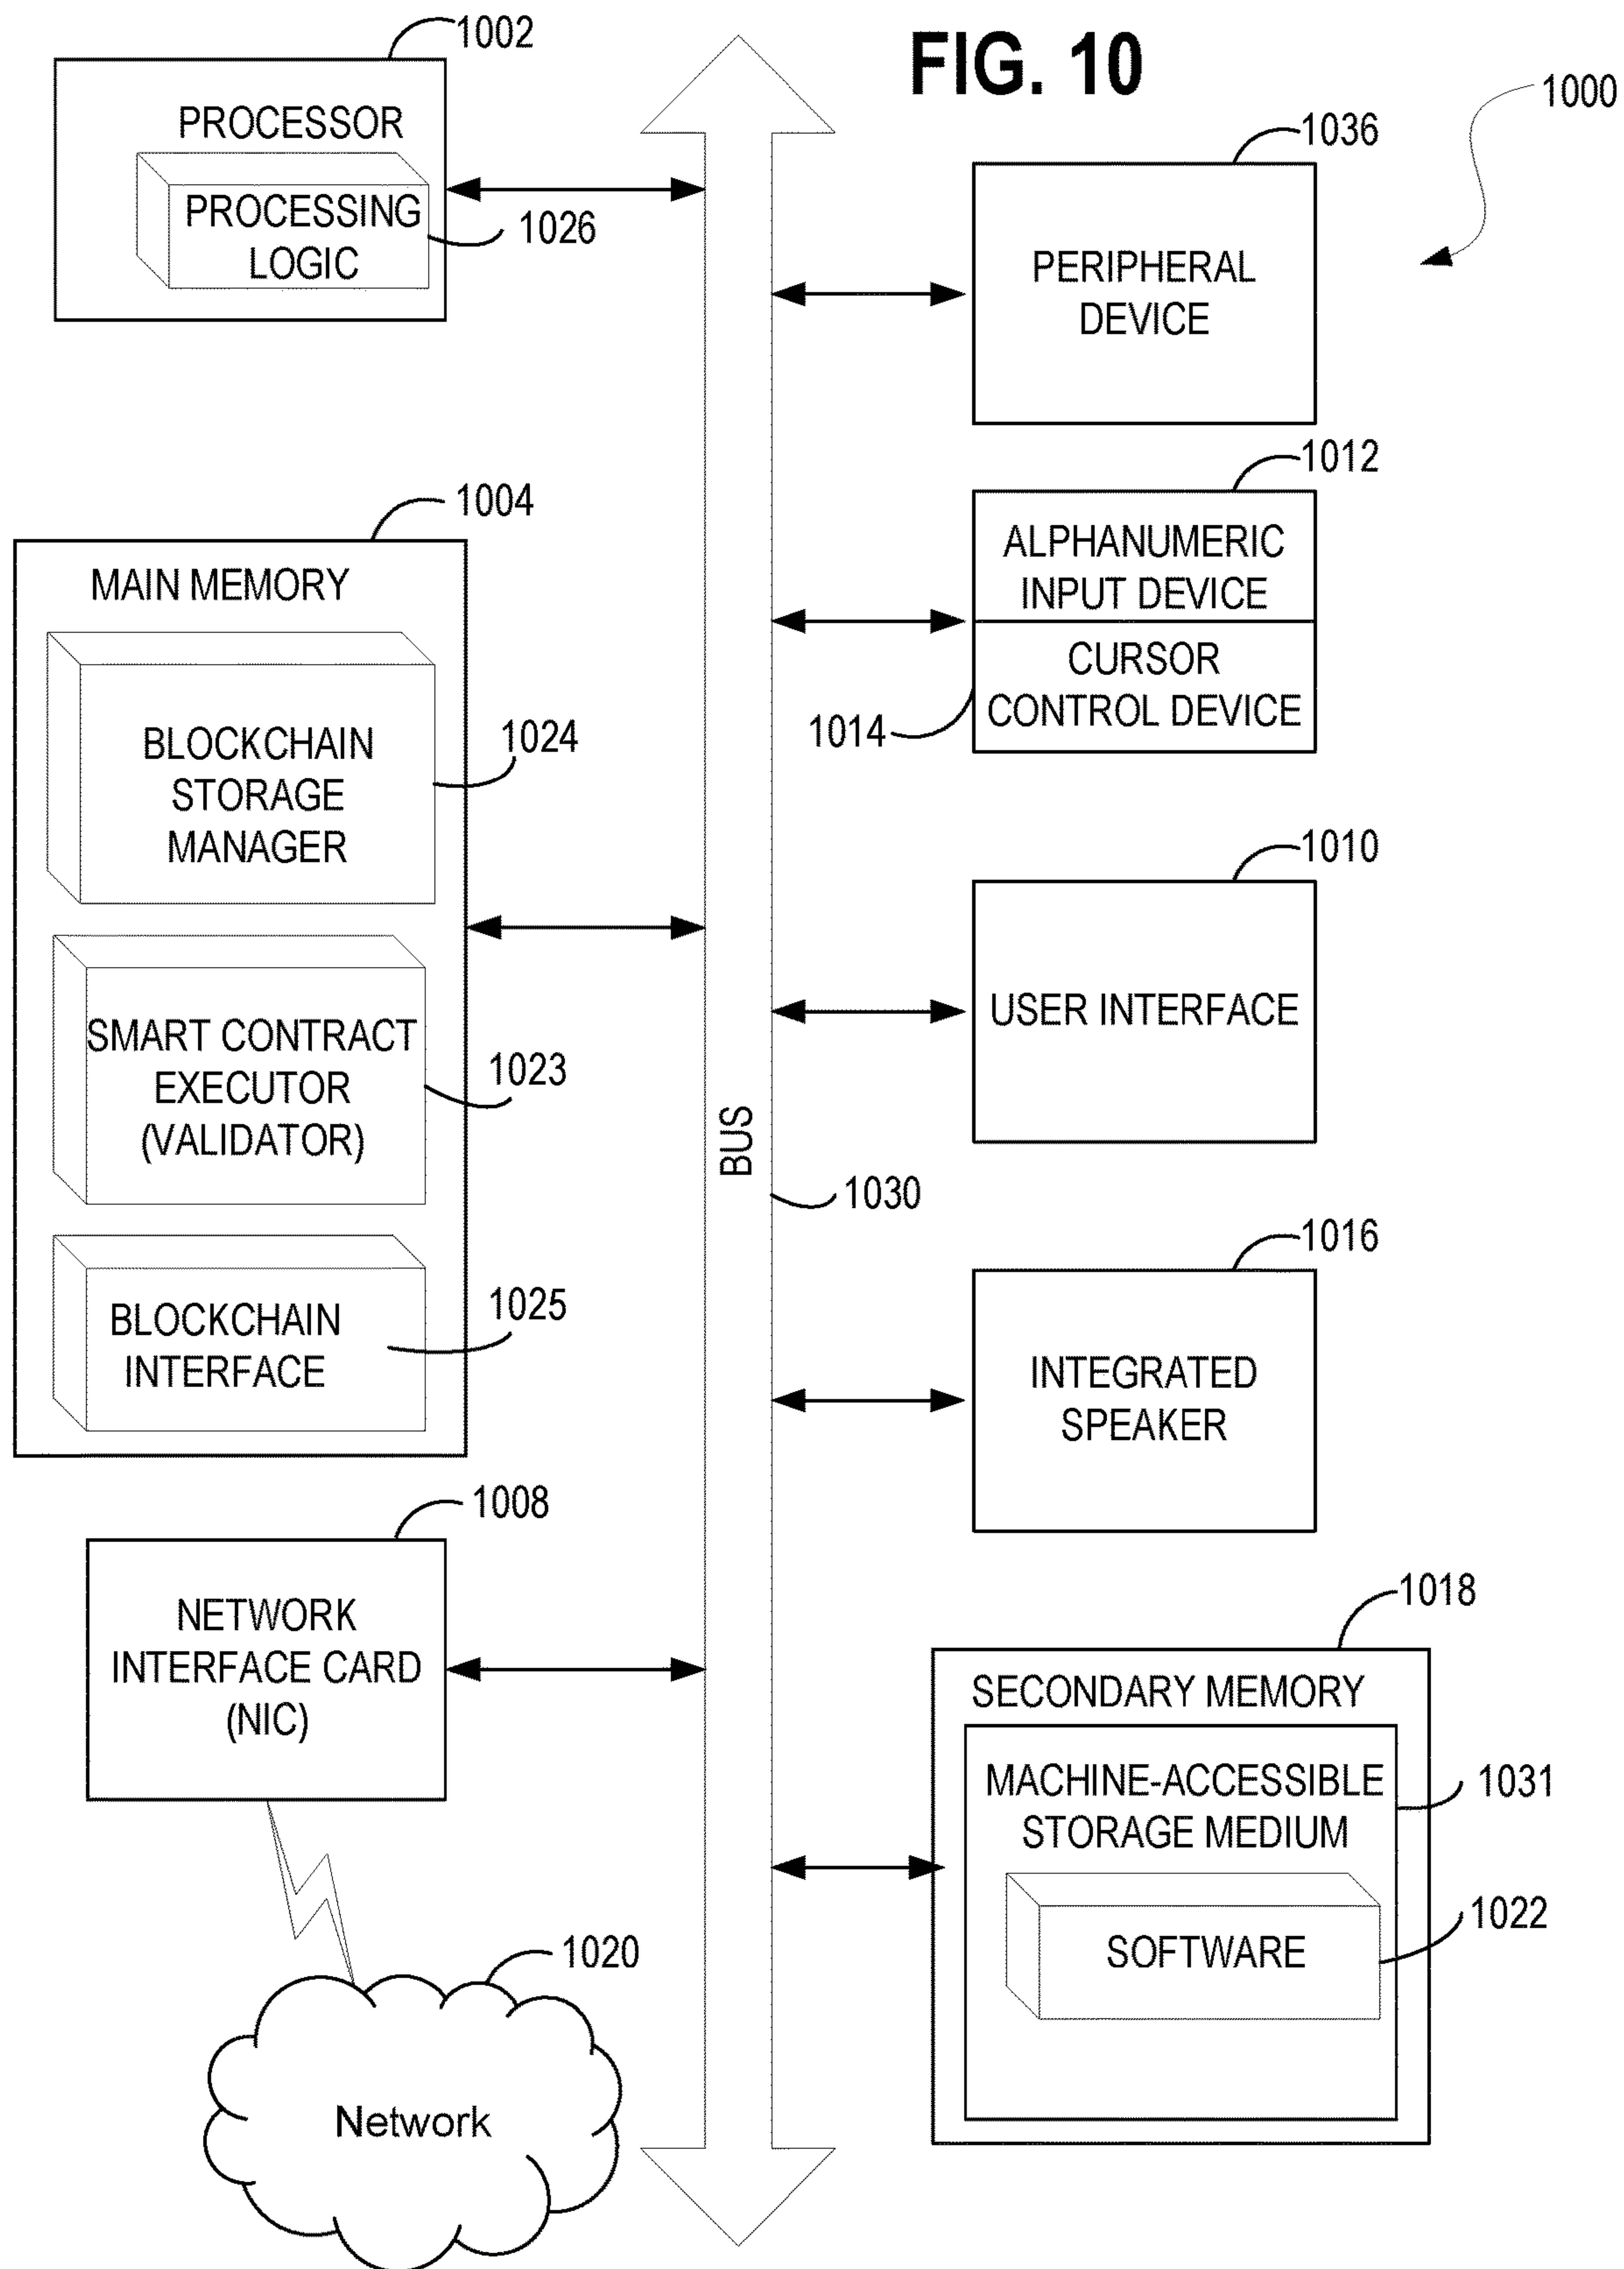 FIG. 10
1000
1002
PROCESSOR
PROCESSING
LOGIC
1026
1036
PERIPHERAL
DEVICE
1012
ALPHANUMERIC
INPUT DEVICE
CURSOR
CONTROL DEVICE
1014
1004
MAIN MEMORY
BLOCKCHAIN
STORAGE
MANAGER
1024
SMART CONTRACT
EXECUTOR
(VALIDATOR)
1023
BLOCKCHAIN
INTERFACE
1025
BUS
1030
1010
USER INTERFACE
1016
INTEGRATED
SPEAKER
1008
NETWORK
INTERFACE CARD
(NIC)
1020
Network
1018
SECONDARY MEMORY
MACHINE-ACCESSIBLE
STORAGE MEDIUM
1031
SOFTWARE
1022